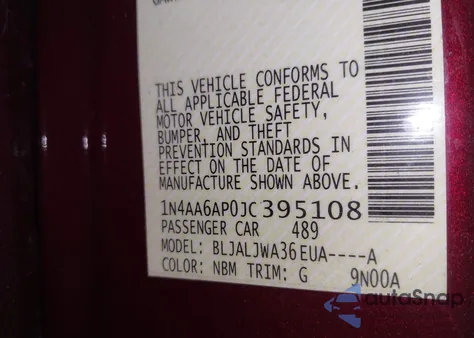 THIS VEHICLE CONFORMS TO
ALL APPLICABLE FEDERAL
MOTOR VEHICLE SAFETY,
BUMPER, AND THEFT
PREVENTION STANDARDS IN
EFFECT ON THE DATE OF
MANUFACTURE SHOWN ABOVE.
1N4AA6AP0JC395108
PASSENGER CAR 489
MODEL: BLJALJWA36EUA----A
COLOR: NBM TRIM: G 9N00A
autoSnap